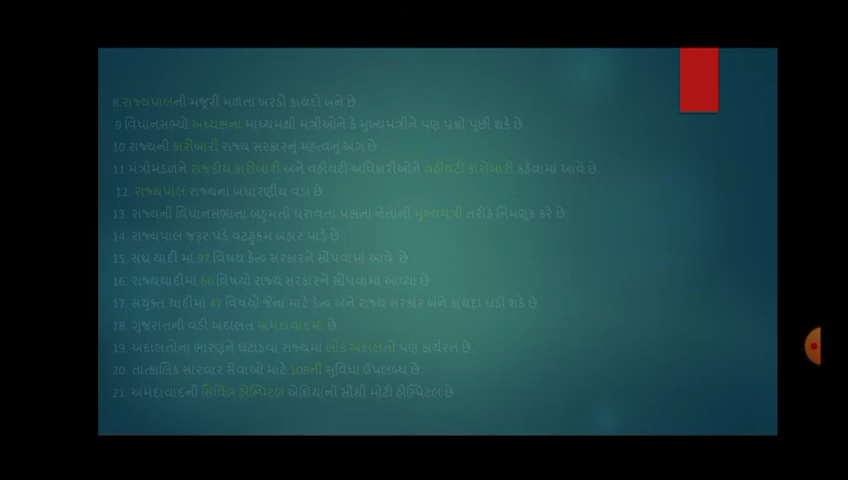 8.રાજ્યપાલની મંજૂરી મળતા ખરડો કાયદો બને છે.
9 વિધાનસભ્યો અધ્યક્ષના માધ્યમથી મંત્રીઓને કે મુખ્યમંત્રીને પણ પ્રશ્નો પૂછી શકે છે
10 રાજ્યની કારોબારી રાજ્ય સરકારનું મહત્વનું અંગ છે
11 મંત્રીમંડળને રાજકીય કારોબારી અને વહીવટી અધિકારીઓને વહીવટી કારોબારી કહેવામાં આવે છે.
12. રાજ્યપાલ રાજ્યના બંધારણીય વડા છે.
13. રાજ્યની વિધાનસભાના બહુમતી ધરાવતા પક્ષના નેતાની મુખ્યમંત્રી તરીકે નિમણૂક કરે છે.
14. રાજ્યપાલ જરૂર પડે વટહુકમ બહાર પાડે છે .
15. સંઘ યાદી માં 97 વિષય કેન્દ્ર સરકારને સોંપવામાં આવે છે
16. રાજ્યયાદીમાં 66 વિષયો રાજ્ય સરકારને સોંપવામાં આવ્યા છે
17. સંયુક્ત યાદીમાં 47 વિષયો જેના માટે કેન્દ્ર અને રાજ્ય સરકાર બંને કાયદા ઘડી શકે છે
18. ગુજરાતની વડી અદાલત અમદાવાદમાં છે.
19. અદાલતોના ભારણને ઘટાડવા રાજ્યમાં લોક અદાલતો પણ કાર્યરત છે .
20. તાત્કાલિક સારવાર સેવાઓ માટે 108ની સુવિધા ઉપલબ્ધ છે
21. અમદાવાદની સિવિલ હોસ્પિટલ એશિયાની સૌથી મોટી હોસ્પિટલ છે